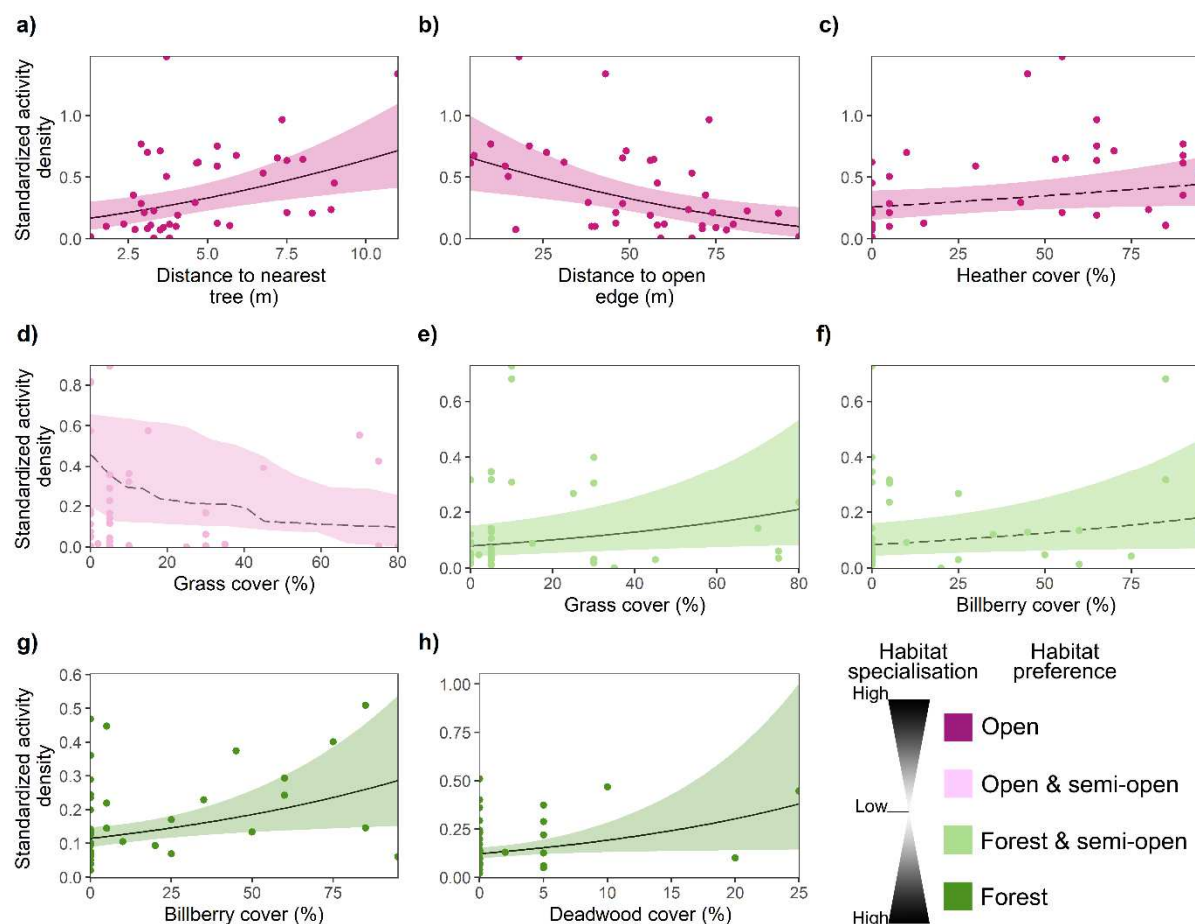 a)
b)
c)
Standardized activity
density
1.0
0.5
0.0
2.5
5.0
7.5
10.0
Distance to nearest
tree (m)
1.0
0.5
0.0
25
50
75
Distance to open
edge (m)
1.0
0.5
0.0
0
25
50
75
Heather cover (%)
d)
e)
f)
Standardized activity
density
0.8
0.6
0.4
0.2
0.0
0
20
40
60
80
Grass cover (%)
0.6
0.4
0.2
0.0
0
20
40
60
80
Grass cover (%)
0.6
0.4
0.2
0.0
0
25
50
75
Billberry cover (%)
g)
h)
Standardized activity
density
0.6
0.5
0.4
0.3
0.2
0.1
0.0
0
25
50
75
Billberry cover (%)
1.00
0.75
0.50
0.25
0.00
0
5
10
15
20
25
Deadwood cover (%)
Habitat
specialisation
Habitat
preference
High
Low
High
Open
Open & semi-open
Forest & semi-open
Forest